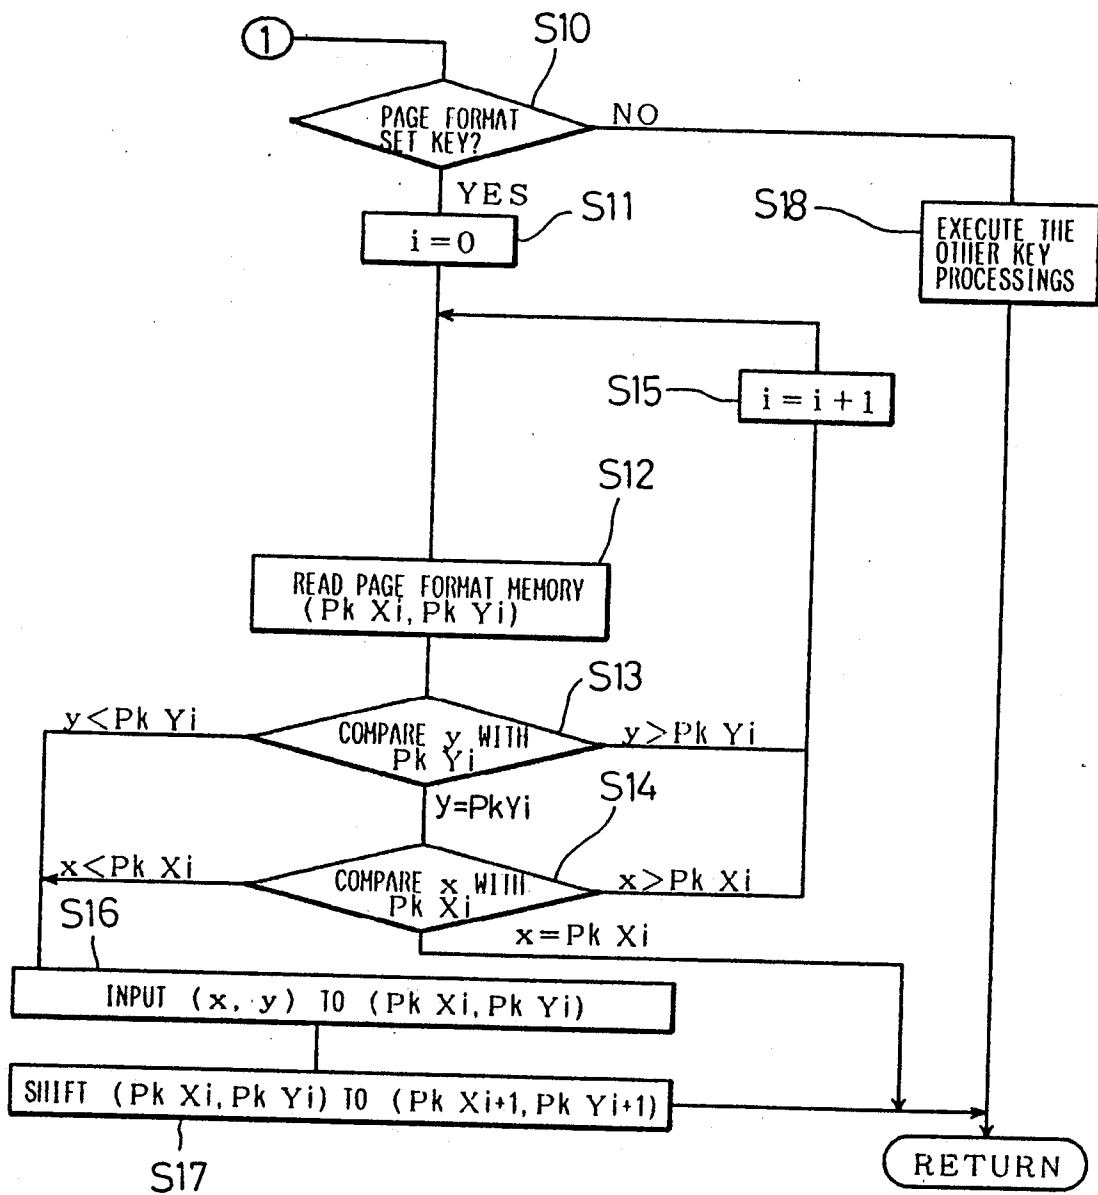 1
S10
PAGE FORMAT
SET KEY?
NO
YES
S11
i=0
S18
EXECUTE THE
OTHER KEY
PROCESSINGS
S15
i=i+1
S12
READ PAGE FORMAT MEMORY
(Pk Xi, Pk Yi)
S13
y<Pk Yi
COMPARE y WITH
Pk Yi
y>Pk Yi
y=PkYi
S14
x<Pk Xi
COMPARE x WITH
Pk Xi
x>Pk Xi
x=Pk Xi
S16
INPUT (x, y) TO (Pk Xi, Pk Yi)
SHIFT (Pk Xi, Pk Yi) TO (Pk Xi+1, Pk Yi+1)
S17
RETURN